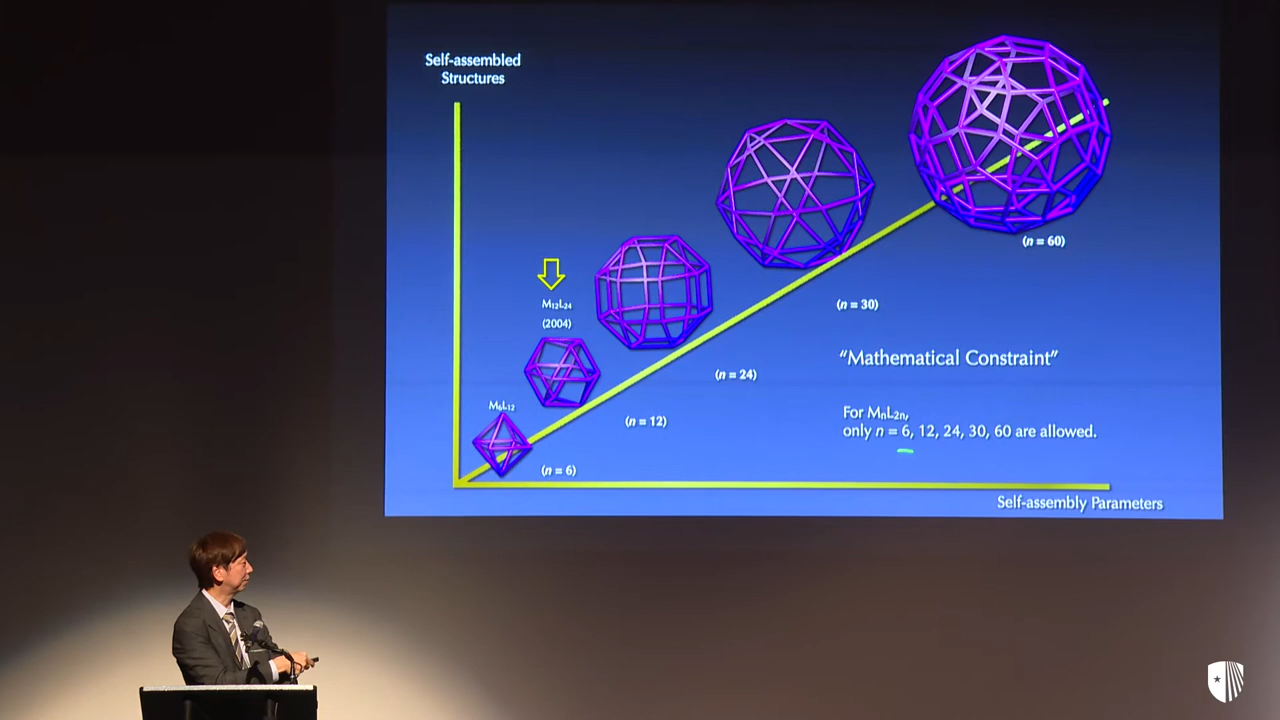 Self-assembled
Structures
M₁₂L₂₄
(2004)
M₆L₁₂
(n = 6)
(n = 12)
(n = 24)
(n = 30)
(n = 60)
“Mathematical Constraint”
For MₙL₂ₙ,
only n = 6, 12, 24, 30, 60 are allowed.
Self-assembly Parameters